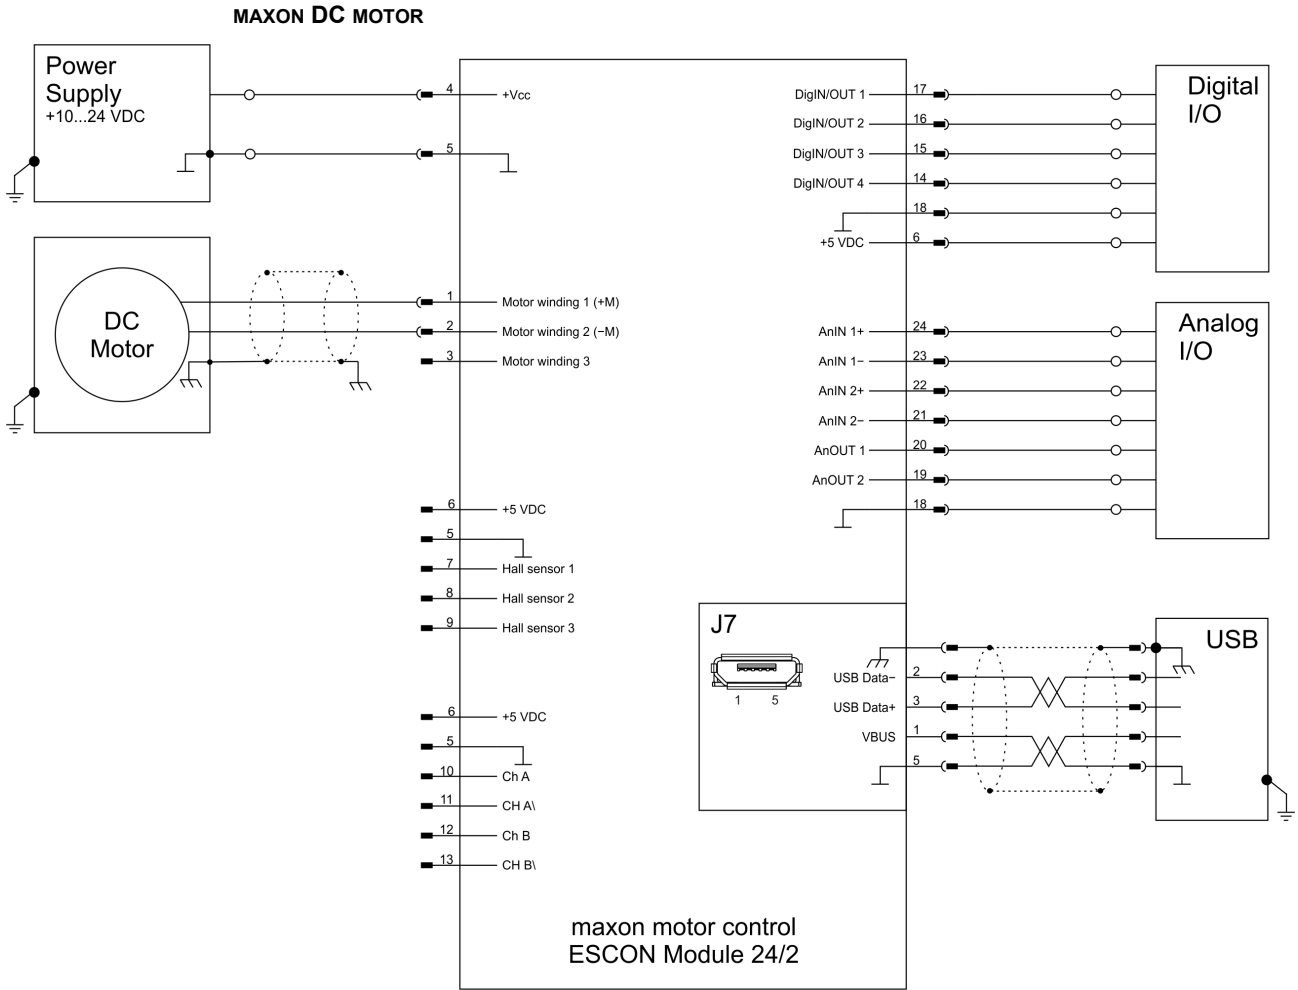 MAXON DC MOTOR
Power
Supply
+10...24 VDC
4 +Vcc
5
DC
Motor
1 Motor winding 1 (+M)
2 Motor winding 2 (−M)
3 Motor winding 3
6 +5 VDC
5
7 Hall sensor 1
8 Hall sensor 2
9 Hall sensor 3
6 +5 VDC
5
10 Ch A
11 CH A\
12 Ch B
13 CH B\
DigIN/OUT 1 17
DigIN/OUT 2 16
DigIN/OUT 3 15
DigIN/OUT 4 14
18
+5 VDC 6
Digital
I/O
AnIN 1+ 24
AnIN 1− 23
AnIN 2+ 22
AnIN 2− 21
AnOUT 1 20
AnOUT 2 19
18
Analog
I/O
J7
1 5
USB Data− 2
USB Data+ 3
VBUS 1
5
USB
maxon motor control
ESCON Module 24/2